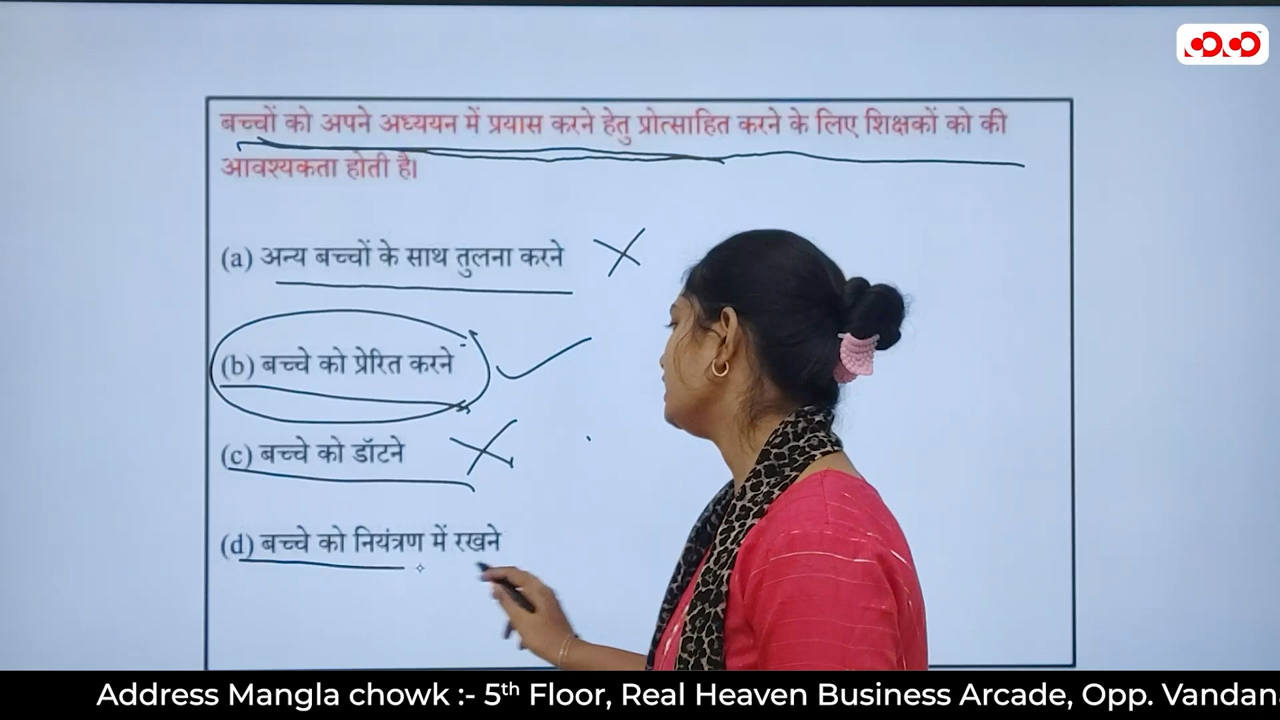 बच्चों को अपने अध्ययन में प्रयास करने हेतु प्रोत्साहित करने के लिए शिक्षकों को की
आवश्यकता होती है।
(a) अन्य बच्चों के साथ तुलना करने
(b) बच्चे को प्रेरित करने
(c) बच्चे को डॉटने
(d) बच्चे को नियंत्रण में रखने
Address Mangla chowk :- 5th Floor, Real Heaven Business Arcade, Opp. Vandan